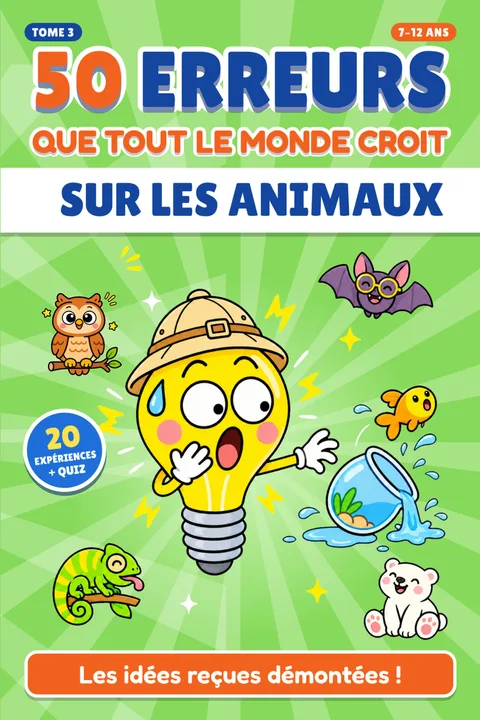 TOME 3
7-12 ANS
50 ERREURS
QUE TOUT LE MONDE CROIT
SUR LES ANIMAUX
20
EXPÉRIENCES
+ QUIZ
Les idées reçues démontées !